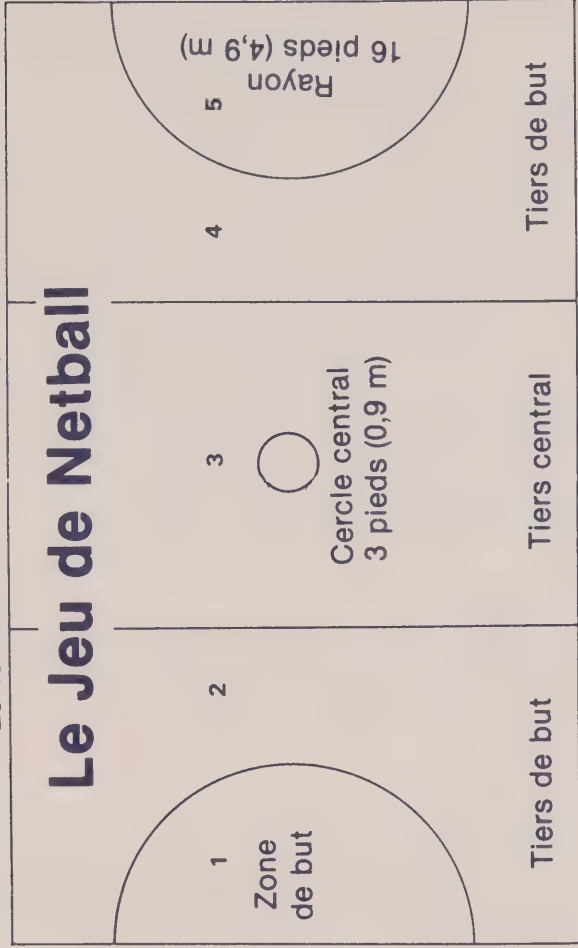 Le Jeu de Netball
1
2
3
4
5
Zone
de but
Cercle central
3 pieds (0,9 m)
Rayon
16 pieds (4,9 m)
Tiers de but
Tiers central
Tiers de but